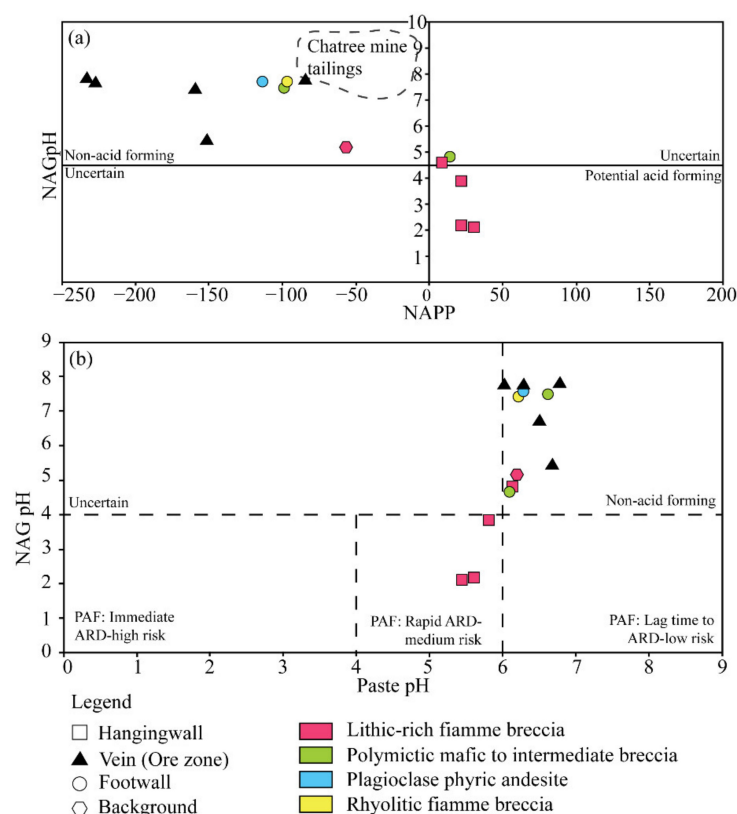 (a)
Chatree mine
tailings
10
9
8
7
6
5
4
3
2
1
NAGpH
Non-acid forming
Uncertain
Uncertain
Potential acid forming
−250
−200
−150
−100
−50
0
50
100
150
200
NAPP
(b)
9
8
7
6
5
4
3
2
1
0
NAG pH
Uncertain
Non-acid forming
PAF: Immediate
ARD-high risk
PAF: Rapid ARD-
medium risk
PAF: Lag time to
ARD-low risk
0
1
2
3
4
5
6
7
8
9
Paste pH
Legend
Hangingwall
Vein (Ore zone)
Footwall
Background
Lithic-rich fiamme breccia
Polymictic mafic to intermediate breccia
Plagioclase phyric andesite
Rhyolitic fiamme breccia